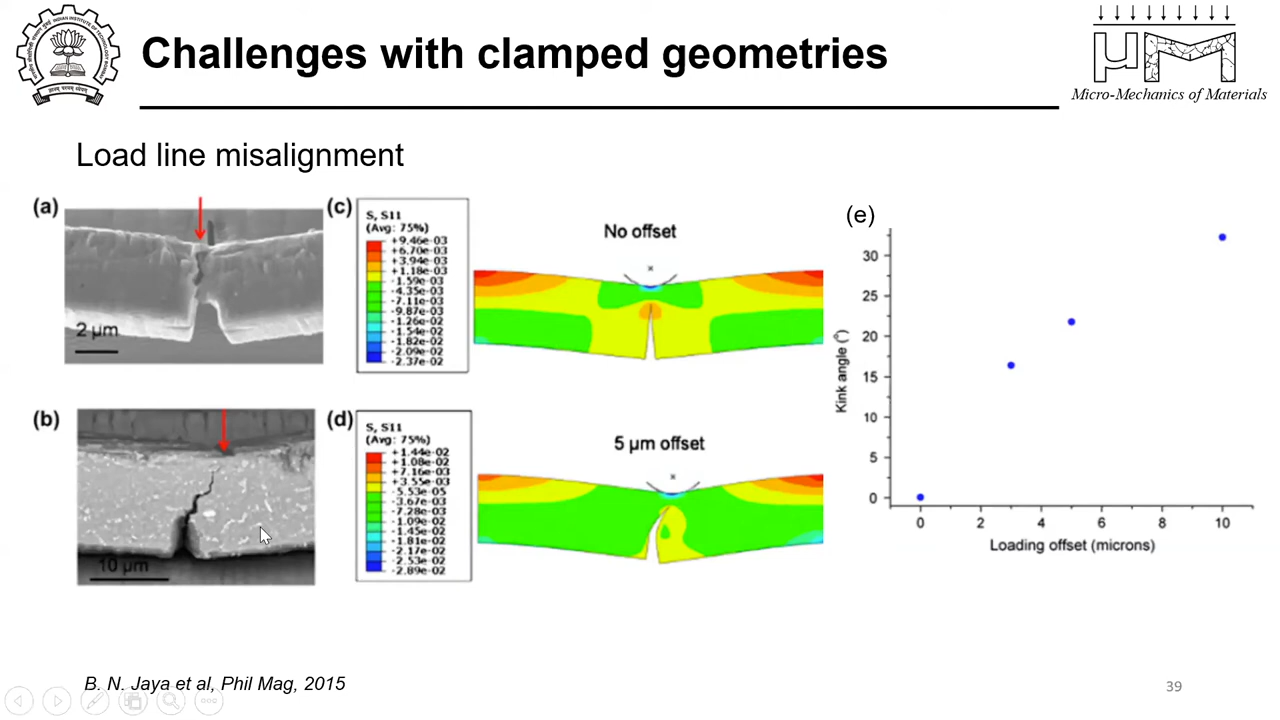 Challenges with clamped geometries
µM
Micro-Mechanics of Materials
Load line misalignment
(a)
2 µm
(b)
10 µm
(c)
S, S11
(Avg: 75%)
+9.46e-03
+6.70e-03
+3.94e-03
+1.18e-03
-1.59e-03
-4.35e-03
-7.11e-03
-9.87e-03
-1.26e-02
-1.54e-02
-1.82e-02
-2.09e-02
-2.37e-02
No offset
(d)
S, S11
(Avg: 75%)
+1.44e-02
+1.08e-02
+7.16e-03
+3.55e-03
-5.53e-05
-3.67e-03
-7.28e-03
-1.09e-02
-1.45e-02
-1.81e-02
-2.17e-02
-2.53e-02
-2.89e-02
5 µm offset
(e)
Kink angle (°)
30
25
20
15
10
5
0
0 2 4 6 8 10
Loading offset (microns)
B. N. Jaya et al, Phil Mag, 2015
39